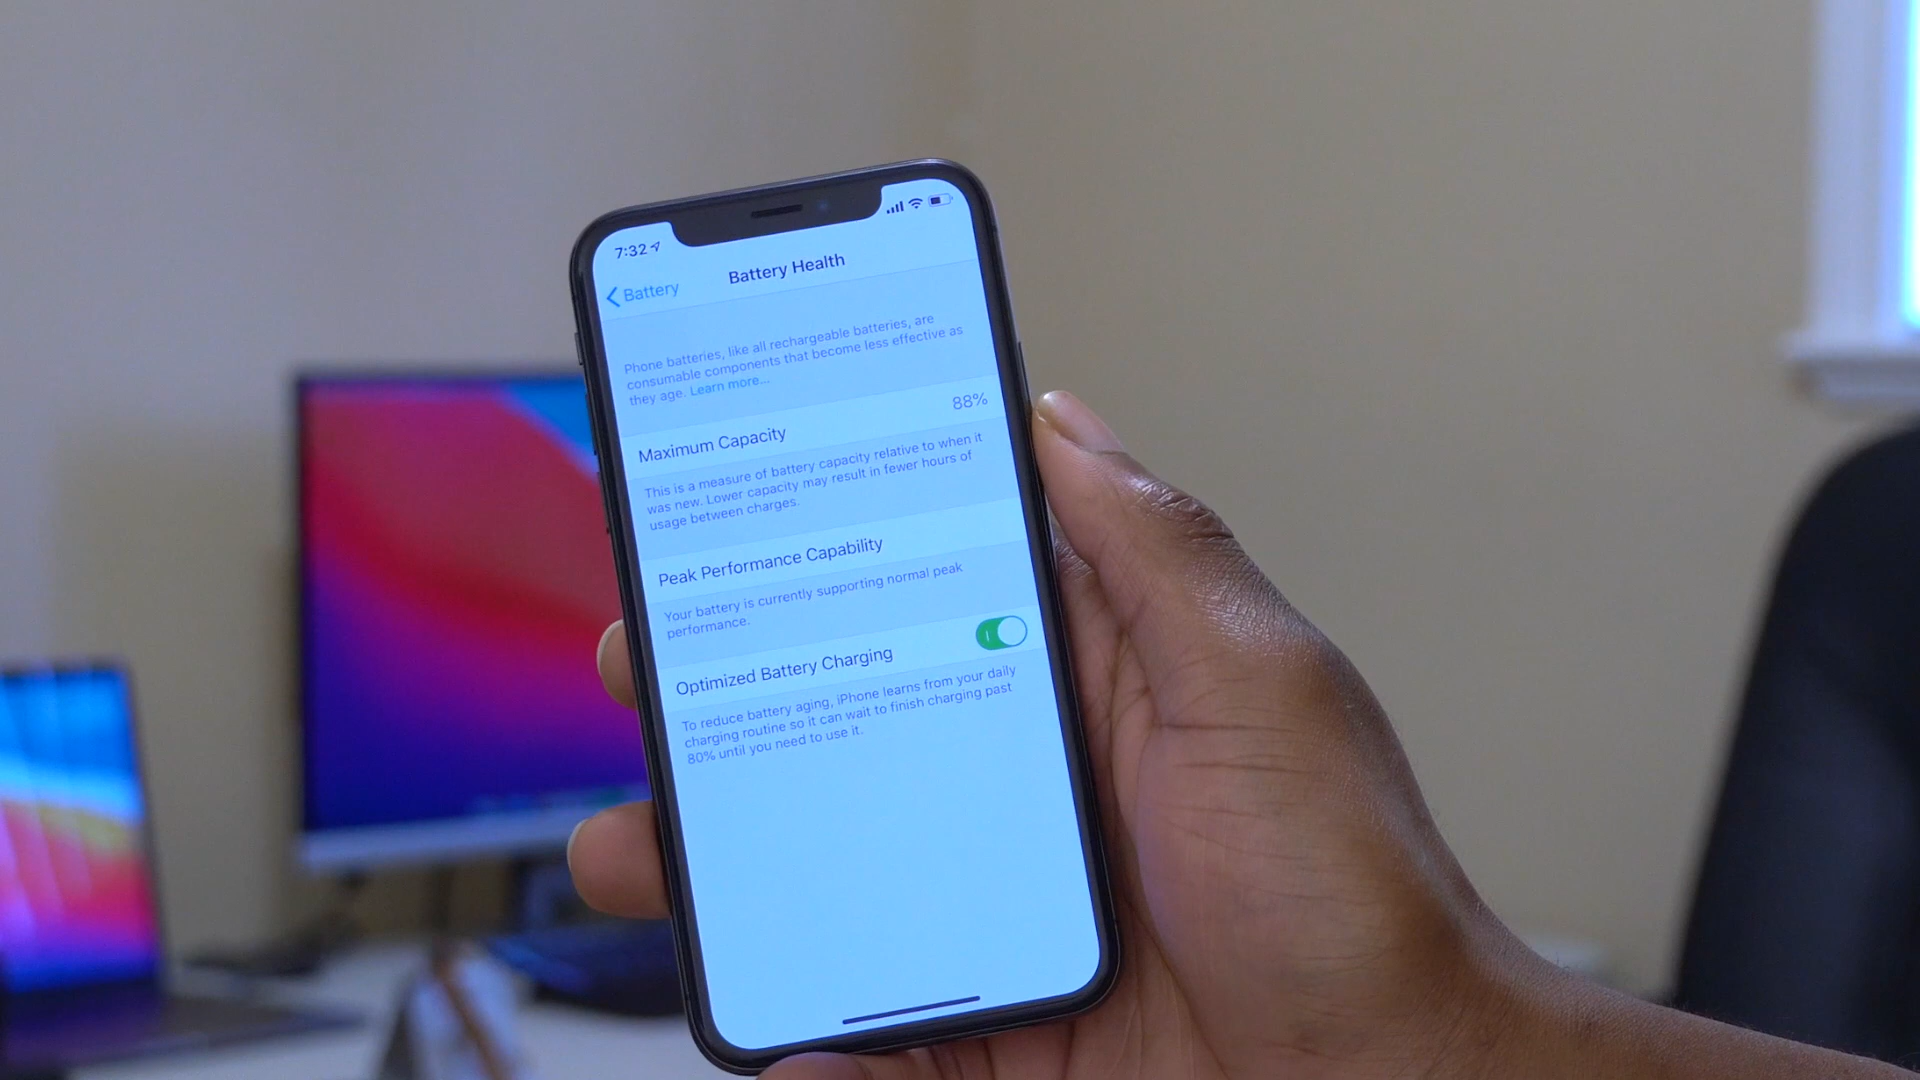 7:32
Battery
Battery Health
Phone batteries, like all rechargeable batteries, are
consumable components that become less effective as
they age. Learn more...
Maximum Capacity 88%
This is a measure of battery capacity relative to when it
was new. Lower capacity may result in fewer hours of
usage between charges.
Peak Performance Capability
Your battery is currently supporting normal peak
performance.
Optimized Battery Charging
To reduce battery aging, iPhone learns from your daily
charging routine so it can wait to finish charging past
80% until you need to use it.